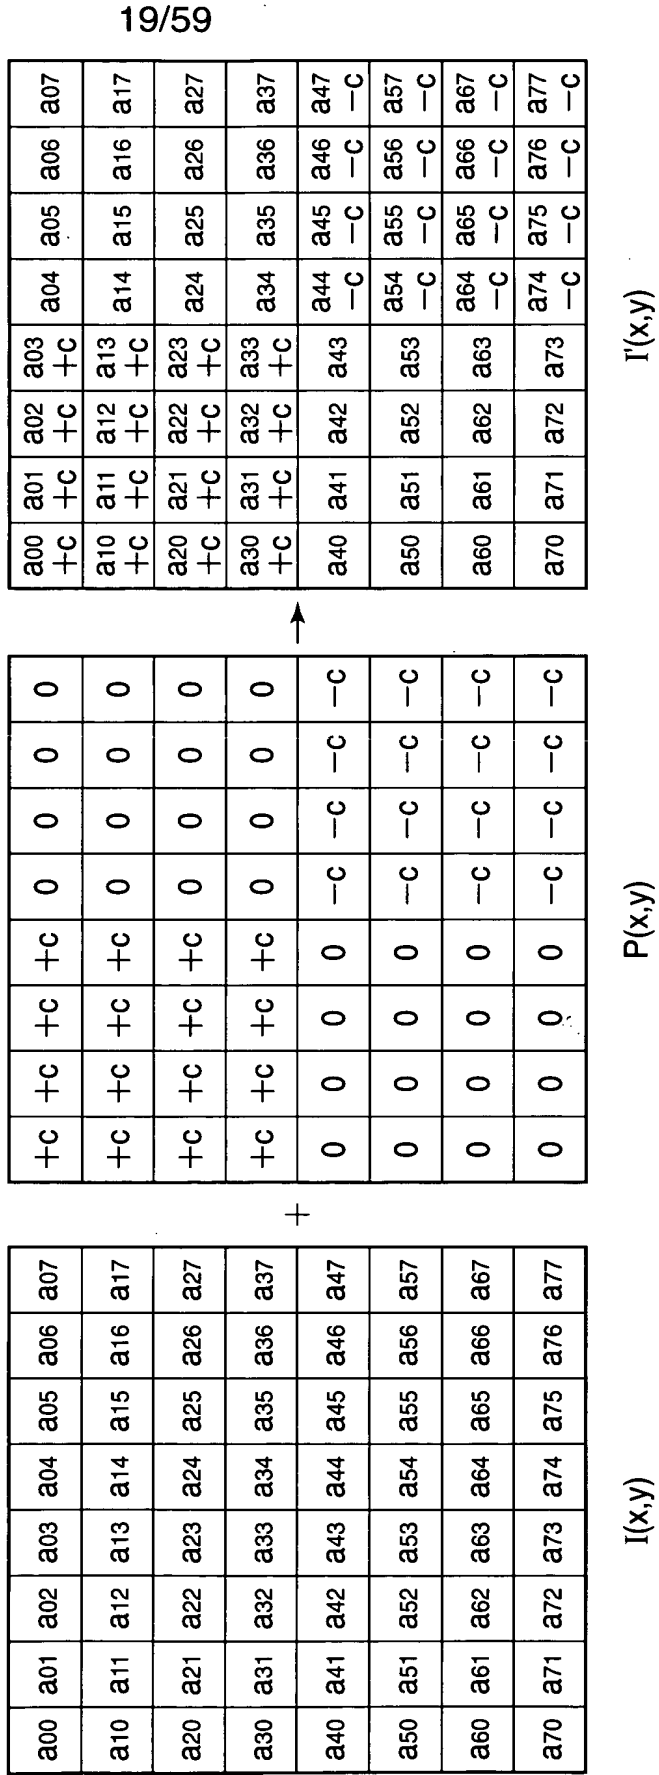 19/59
a00 a01 a02 a03 a04 a05 a06 a07
a10 a11 a12 a13 a14 a15 a16 a17
a20 a21 a22 a23 a24 a25 a26 a27
a30 a31 a32 a33 a34 a35 a36 a37
a40 a41 a42 a43 a44 a45 a46 a47
a50 a51 a52 a53 a54 a55 a56 a57
a60 a61 a62 a63 a64 a65 a66 a67
a70 a71 a72 a73 a74 a75 a76 a77
I(x,y)
+
+c +c +c +c 0 0 0 0
+c +c +c +c 0 0 0 0
+c +c +c +c 0 0 0 0
+c +c +c +c 0 0 0 0
0 0 0 0 −c −c −c −c
0 0 0 0 −c −c −c −c
0 0 0 0 −c −c −c −c
0 0 0 0 −c −c −c −c
P(x,y)
→
a00 a01 a02 a03 a04 a05 a06 a07
+c +c +c +c
a10 a11 a12 a13 a14 a15 a16 a17
+c +c +c +c
a20 a21 a22 a23 a24 a25 a26 a27
+c +c +c +c
a30 a31 a32 a33 a34 a35 a36 a37
+c +c +c +c
a40 a41 a42 a43 a44 a45 a46 a47
−c −c −c −c
a50 a51 a52 a53 a54 a55 a56 a57
−c −c −c −c
a60 a61 a62 a63 a64 a65 a66 a67
−c −c −c −c
a70 a71 a72 a73 a74 a75 a76 a77
−c −c −c −c
I'(x,y)